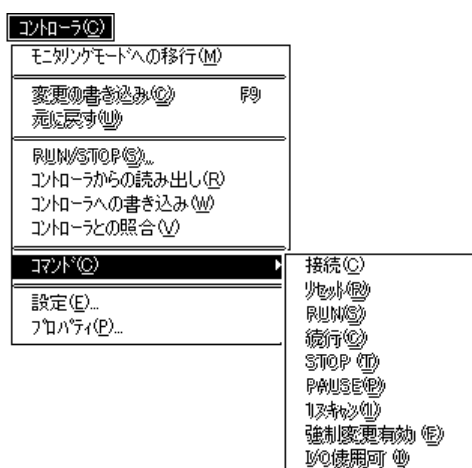 コントローラ(C)
モニタリングモードへの移行(M)
変更の書き込み(C) F9
元に戻す(U)
RUN/STOP(S)...
コントローラからの読み出し(R)
コントローラへの書き込み(W)
コントローラとの照合(V)
コマンド(C)
設定(E)...
プロパティ(P)...
接続(C)
リセット(R)
RUN(S)
続行(C)
STOP (T)
PAUSE(P)
1スキャン(1)
強制変更有効 (E)
I/O使用可 (I)